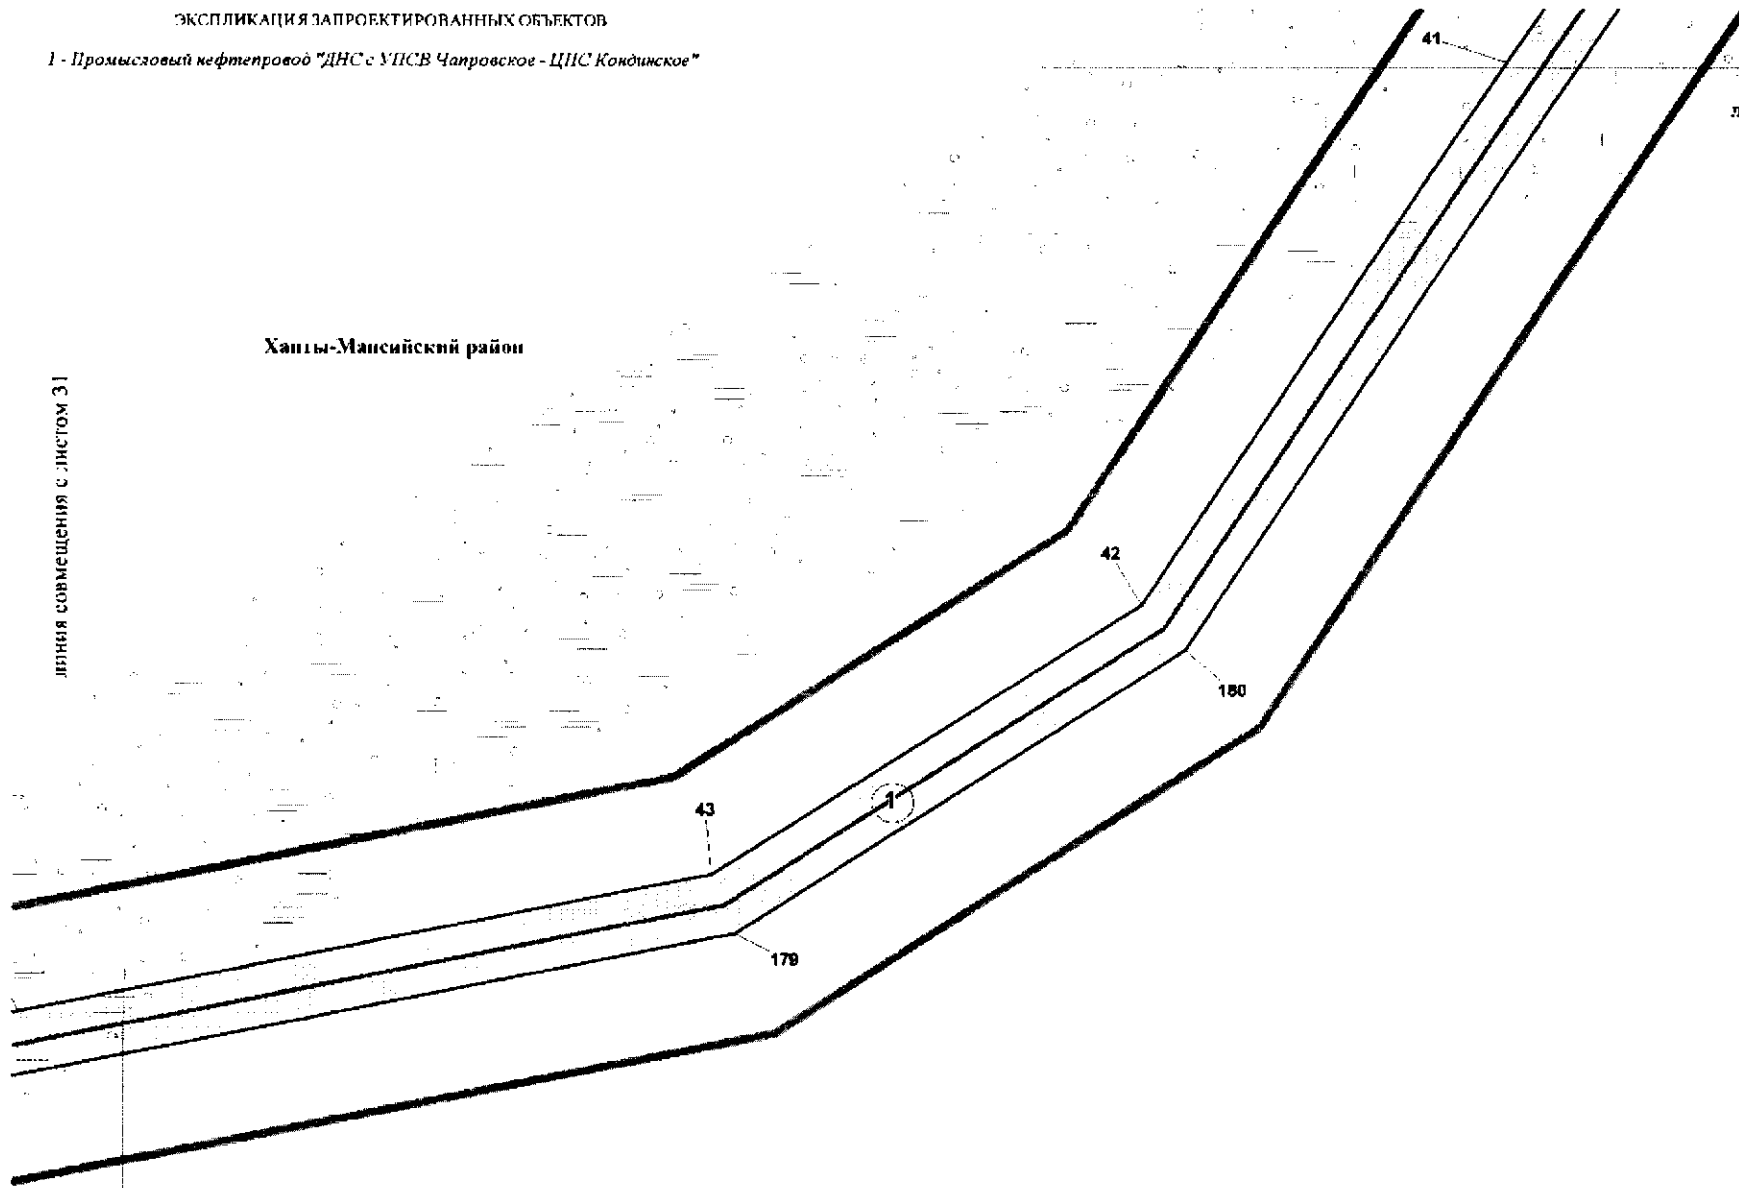 ЭКСПЛИКАЦИЯ ЗАПРОЕКТИРОВАННЫХ ОБЪЕКТОВ
1 - Промысловый нефтепровод "ДНС с УПСВ Чапровское - ЦПС Кондинское"
41
Ханты-Мансийский район
линия совмещения с листом 31
42
180
43
1
179